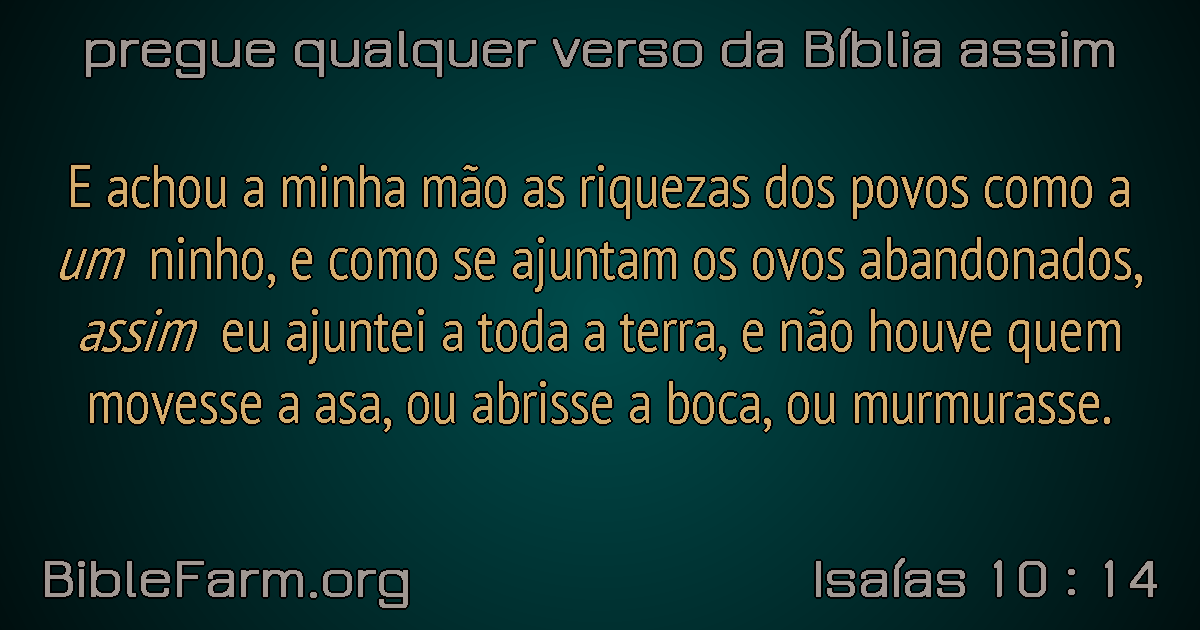 pregue qualquer verso da Bíblia assim
E achou a minha mão as riquezas dos povos como a
um ninho, e como se ajuntam os ovos abandonados,
assim eu ajuntei a toda a terra, e não houve quem
movesse a asa, ou abrisse a boca, ou murmurasse.
BibleFarm.org
Isaías 10 : 14